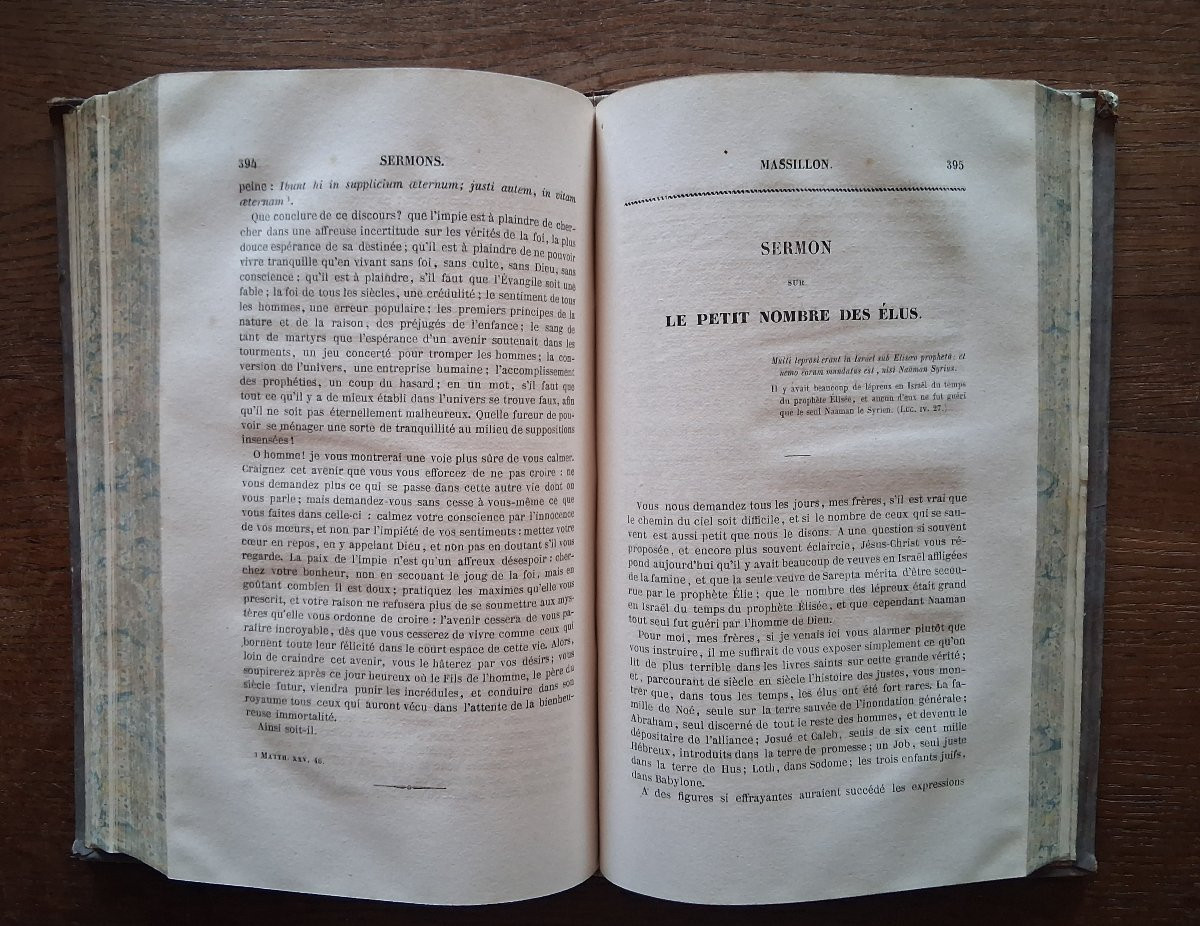 394
SERMONS.
peine : Ibunt hi in supplicium æternum; justi autem, in vitam
æternam ¹.
Que conclure de ce discours? que l'impie est à plaindre de cher-
cher dans une affreuse incertitude sur les vérités de la foi, la plus
douce espérance de sa destinée; qu'il est à plaindre de ne pouvoir
vivre tranquille qu'en vivant sans foi, sans culte, sans Dieu, sans
conscience : qu'il est à plaindre, s'il faut que l'Évangile soit une
fable; la foi de tous les siècles, une crédulité; le sentiment de tous
les hommes, une erreur populaire; les premiers principes de la
nature et de la raison, des préjugés de l'enfance; le sang de
tant de martyrs que l'espérance d'un avenir soutenait dans les
tourments, un jeu concerté pour tromper les hommes; la con-
version de l'univers, une entreprise humaine; l'accomplissement
des prophéties, un coup du hasard; en un mot, s'il faut que
tout ce qu'il y a de mieux établi dans l'univers se trouve faux, afin
qu'il ne soit pas éternellement malheureux. Quelle fureur de pou-
voir se ménager une sorte de tranquillité au milieu de suppositions
insensées!
O homme! je vous montrerai une voie plus sûre de vous calmer.
Craignez cet avenir que vous vous efforcez de ne pas croire : ne
vous demandez plus ce qui se passe dans cette autre vie dont on
vous parle; mais demandez-vous sans cesse à vous-même ce que
vous faites dans celle-ci : calmez votre conscience par l'innocence
de vos mœurs, et non par l'impiété de vos sentiments : mettez votre
cœur en repos, en y appelant Dieu, et non pas en doutant s'il vous
regarde. La paix de l'impie n'est qu'un affreux désespoir : cher-
chez votre bonheur, non en secouant le joug de la foi, mais en
goûtant combien il est doux; pratiquez les maximes qu'elle vous
prescrit, et votre raison ne refusera plus de se soumettre aux mys-
tères qu'elle vous ordonne de croire : l'avenir cessera de vous pa-
raître incroyable, dès que vous cesserez de vivre comme ceux qui
bornent toute leur félicité dans le court espace de cette vie. Alors,
loin de craindre cet avenir, vous le hâterez par vos désirs; vous
soupirerez après ce jour heureux où le Fils de l'homme, le père du
siècle futur, viendra punir les incrédules, et conduire dans son
royaume tous ceux qui auront vécu dans l'attente de la bienheu-
reuse immortalité.
Ainsi soit-il.
¹ MATTH. XXV. 46.
MASSILLON.
395
SERMON
SUR
LE PETIT NOMBRE DES ÉLUS.
Multi leprosi erant in Israel sub Eliseo propheta; et
nemo eorum mundatus est, nisi Naaman Syrius.
Il y avait beaucoup de lépreux en Israël du temps
du prophète Élisée, et aucun d'eux ne fut guéri
que le seul Naaman le Syrien. (LUC. IV. 27.)
Vous nous demandez tous les jours, mes frères, s'il est vrai que
le chemin du ciel soit difficile, et si le nombre de ceux qui se sau-
vent est aussi petit que nous le disons. A une question si souvent
proposée, et encore plus souvent éclaircie, Jésus-Christ vous ré-
pond aujourd'hui qu'il y avait beaucoup de veuves en Israël affligées
de la famine, et que la seule veuve de Sarepta mérita d'être secou-
rue par le prophète Élie; que le nombre des lépreux était grand
en Israël du temps du prophète Élisée, et que cependant Naaman
tout seul fut guéri par l'homme de Dieu.
Pour moi, mes frères, si je venais ici vous alarmer plutôt que
vous instruire, il me suffirait de vous exposer simplement ce qu'on
lit de plus terrible dans les livres saints sur cette grande vérité;
et, parcourant de siècle en siècle l'histoire des justes, vous mon-
trer que, dans tous les temps, les élus ont été fort rares. La fa-
mille de Noé, seule sur la terre sauvée de l'inondation générale;
Abraham, seul discerné de tout le reste des hommes, et devenu le
dépositaire de l'alliance; Josué et Caleb, seuls de six cent mille
Hébreux, introduits dans la terre de promesse; un Job, seul juste
dans la terre de Hus; Loth, dans Sodome; les trois enfants juifs,
dans Babylone.
A des figures si effrayantes auraient succédé les expressions